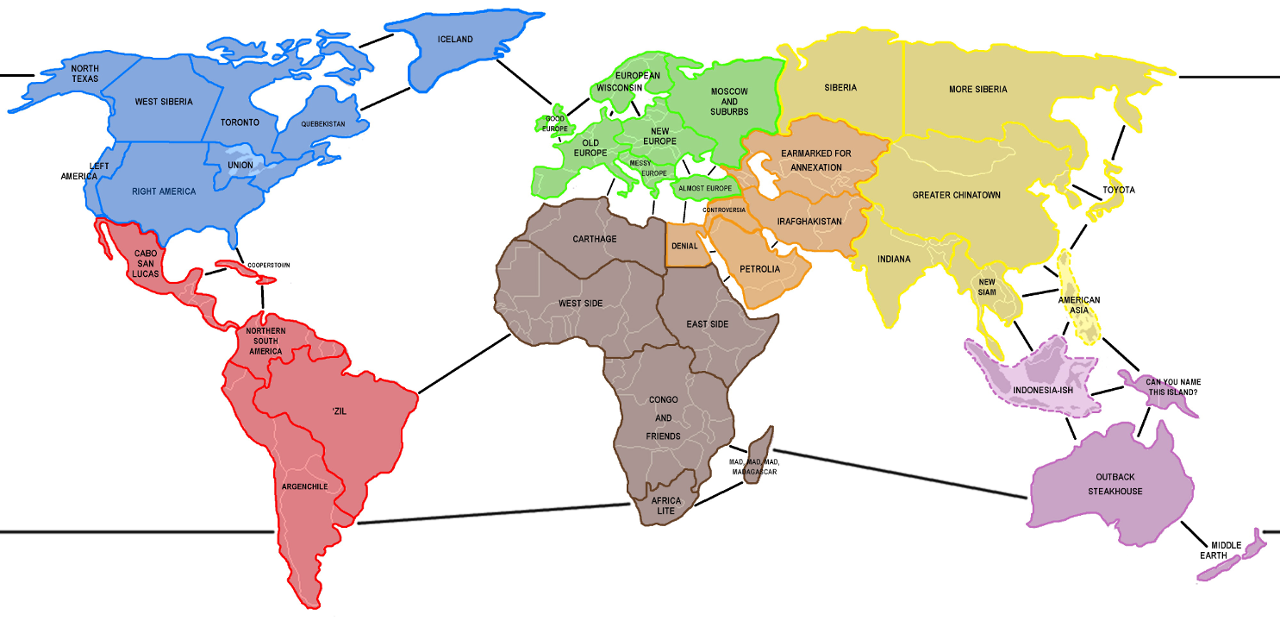 ICELAND
NORTH
TEXAS
WEST SIBERIA
TORONTO
QUEBEKISTAN
LEFT
AMERICA
RIGHT AMERICA
UNION
CABO
SAN
LUCAS
COOPERSTOWN
NORTHERN
SOUTH
AMERICA
'ZIL
ARGENCHILE
EUROPEAN
WISCONSIN
GOOD
EUROPE
OLD
EUROPE
NEW
EUROPE
MESSY
EUROPE
ALMOST EUROPE
MOSCOW
AND
SUBURBS
CARTHAGE
WEST SIDE
EAST SIDE
CONGO
AND
FRIENDS
AFRICA
LITE
MAD, MAD, MAD,
MADAGASCAR
DENIAL
CONTROVERSIA
PETROLIA
IRAFGHAKISTAN
EARMARKED FOR
ANNEXATION
SIBERIA
MORE SIBERIA
GREATER CHINATOWN
TOYOTA
INDIANA
NEW
SIAM
AMERICAN
ASIA
INDONESIA-ISH
CAN YOU NAME
THIS ISLAND?
OUTBACK
STEAKHOUSE
MIDDLE
EARTH